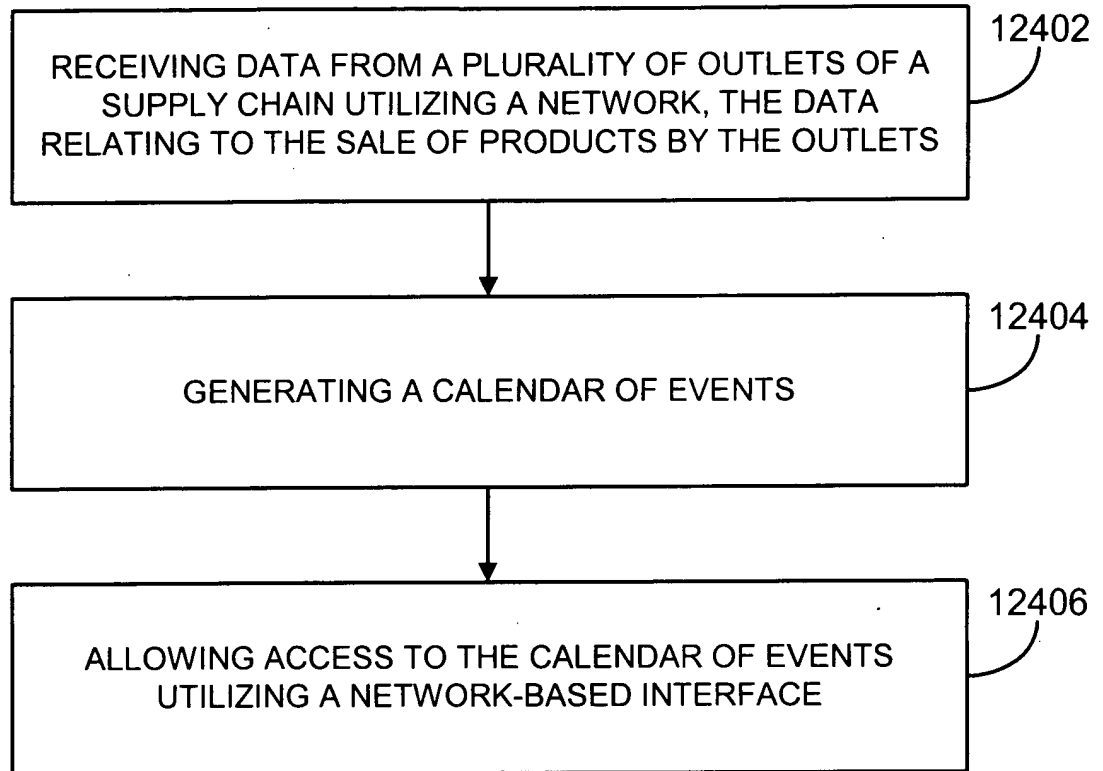 12402
RECEIVING DATA FROM A PLURALITY OF OUTLETS OF A
SUPPLY CHAIN UTILIZING A NETWORK, THE DATA
RELATING TO THE SALE OF PRODUCTS BY THE OUTLETS
12404
GENERATING A CALENDAR OF EVENTS
12406
ALLOWING ACCESS TO THE CALENDAR OF EVENTS
UTILIZING A NETWORK-BASED INTERFACE